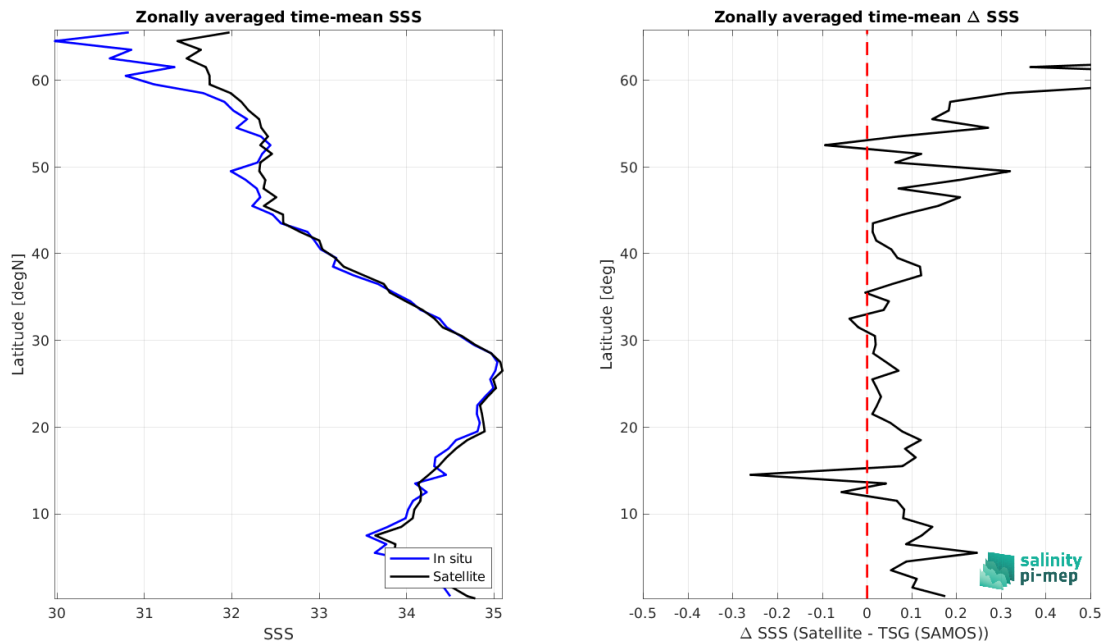 Zonally averaged time-mean SSS
60
50
40
30
20
10
Latitude [degN]
30
31
32
33
34
35
SSS
In situ
Satellite
Zonally averaged time-mean Δ SSS
60
50
40
30
20
10
Latitude [deg]
-0.5
-0.4
-0.3
-0.2
-0.1
0
0.1
0.2
0.3
0.4
0.5
Δ SSS (Satellite - TSG (SAMOS))
salinity
pi-mep